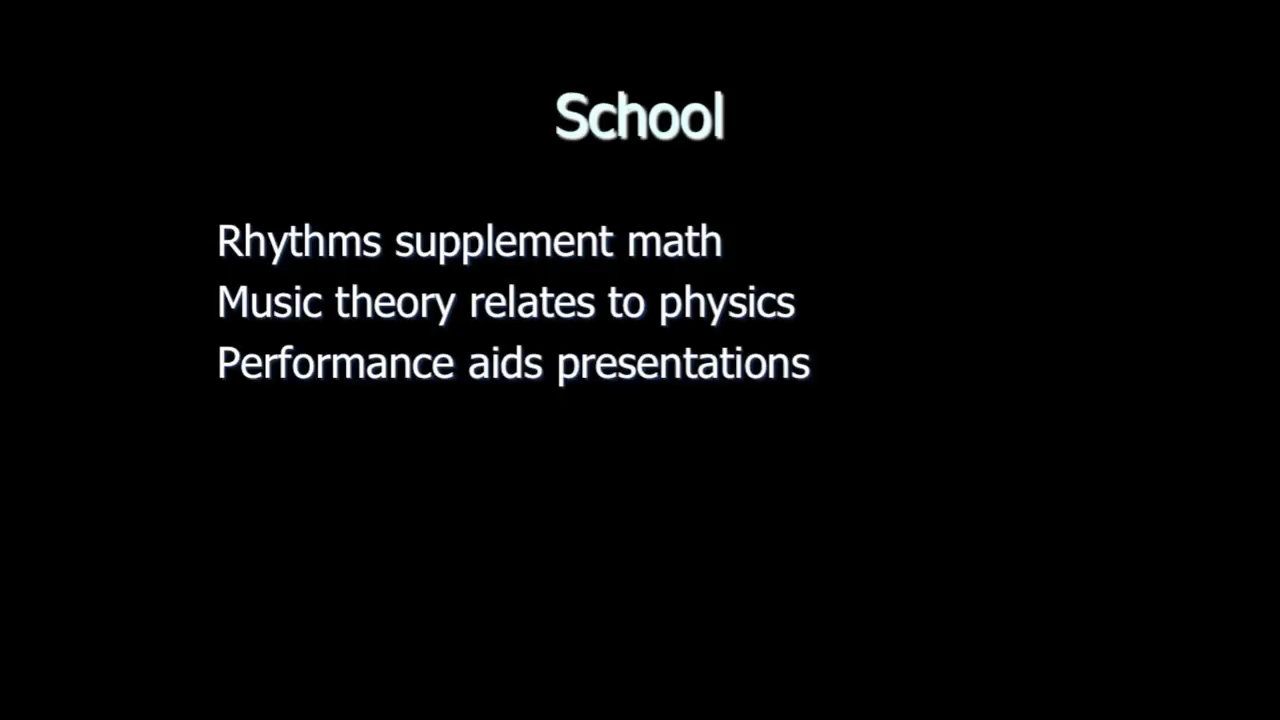 School
Rhythms supplement math
Music theory relates to physics
Performance aids presentations